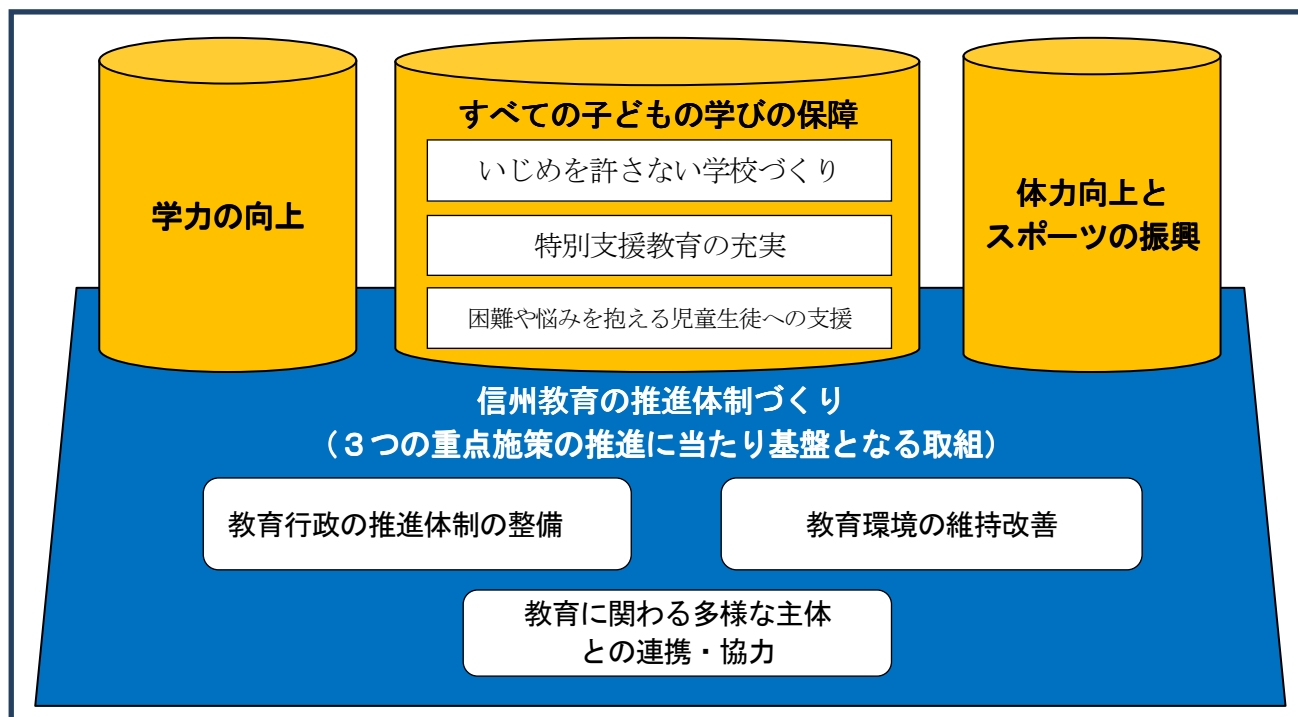 学力の向上
すべての子どもの学びの保障
いじめを許さない学校づくり
特別支援教育の充実
困難や悩みを抱える児童生徒への支援
体力向上と
スポーツの振興
信州教育の推進体制づくり
（３つの重点施策の推進に当たり基盤となる取組）
教育行政の推進体制の整備
教育環境の維持改善
教育に関わる多様な主体
との連携・協力